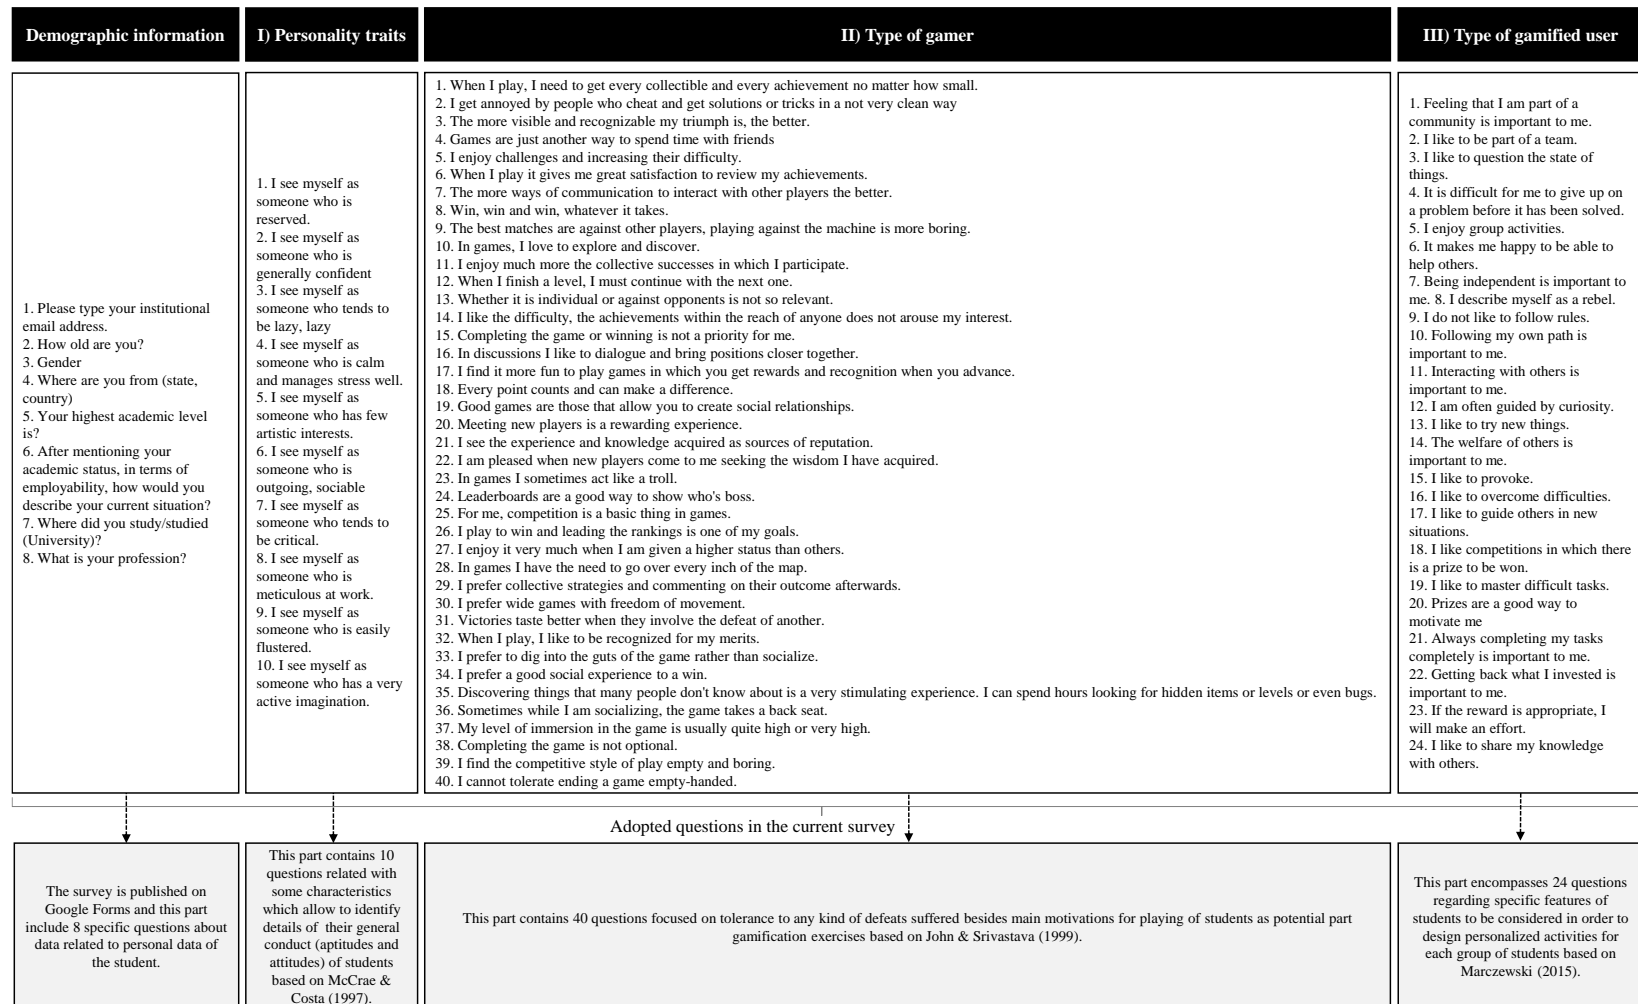 Demographic information
I) Personality traits
II) Type of gamer
III) Type of gamified user
1. Please type your institutional
email address.
2. How old are you?
3. Gender
4. Where are you from (state,
country)
5. Your highest academic level
is?
6. After mentioning your
academic status, in terms of
employability, how would you
describe your current situation?
7. Where did you study/studied
(University)?
8. What is your profession?
1. I see myself as
someone who is
reserved.
2. I see myself as
someone who is
generally confident
3. I see myself as
someone who tends to
be lazy, lazy
4. I see myself as
someone who is calm
and manages stress well.
5. I see myself as
someone who has few
artistic interests.
6. I see myself as
someone who is
outgoing, sociable
7. I see myself as
someone who tends to
be critical.
8. I see myself as
someone who is
meticulous at work.
9. I see myself as
someone who is easily
flustered.
10. I see myself as
someone who has a very
active imagination.
1. When I play, I need to get every collectible and every achievement no matter how small.
2. I get annoyed by people who cheat and get solutions or tricks in a not very clean way
3. The more visible and recognizable my triumph is, the better.
4. Games are just another way to spend time with friends
5. I enjoy challenges and increasing their difficulty.
6. When I play it gives me great satisfaction to review my achievements.
7. The more ways of communication to interact with other players the better.
8. Win, win and win, whatever it takes.
9. The best matches are against other players, playing against the machine is more boring.
10. In games, I love to explore and discover.
11. I enjoy much more the collective successes in which I participate.
12. When I finish a level, I must continue with the next one.
13. Whether it is individual or against opponents is not so relevant.
14. I like the difficulty, the achievements within the reach of anyone does not arouse my interest.
15. Completing the game or winning is not a priority for me.
16. In discussions I like to dialogue and bring positions closer together.
17. I find it more fun to play games in which you get rewards and recognition when you advance.
18. Every point counts and can make a difference.
19. Good games are those that allow you to create social relationships.
20. Meeting new players is a rewarding experience.
21. I see the experience and knowledge acquired as sources of reputation.
22. I am pleased when new players come to me seeking the wisdom I have acquired.
23. In games I sometimes act like a troll.
24. Leaderboards are a good way to show who's boss.
25. For me, competition is a basic thing in games.
26. I play to win and leading the rankings is one of my goals.
27. I enjoy it very much when I am given a higher status than others.
28. In games I have the need to go over every inch of the map.
29. I prefer collective strategies and commenting on their outcome afterwards.
30. I prefer wide games with freedom of movement.
31. Victories taste better when they involve the defeat of another.
32. When I play, I like to be recognized for my merits.
33. I prefer to dig into the guts of the game rather than socialize.
34. I prefer a good social experience to a win.
35. Discovering things that many people don't know about is a very stimulating experience. I can spend hours looking for hidden items or levels or even bugs.
36. Sometimes while I am socializing, the game takes a back seat.
37. My level of immersion in the game is usually quite high or very high.
38. Completing the game is not optional.
39. I find the competitive style of play empty and boring.
40. I cannot tolerate ending a game empty-handed.
1. Feeling that I am part of a
community is important to me.
2. I like to be part of a team.
3. I like to question the state of
things.
4. It is difficult for me to give up on
a problem before it has been solved.
5. I enjoy group activities.
6. It makes me happy to be able to
help others.
7. Being independent is important to
me. 8. I describe myself as a rebel.
9. I do not like to follow rules.
10. Following my own path is
important to me.
11. Interacting with others is
important to me.
12. I am often guided by curiosity.
13. I like to try new things.
14. The welfare of others is
important to me.
15. I like to provoke.
16. I like to overcome difficulties.
17. I like to guide others in new
situations.
18. I like competitions in which there
is a prize to be won.
19. I like to master difficult tasks.
20. Prizes are a good way to
motivate me
21. Always completing my tasks
completely is important to me.
22. Getting back what I invested is
important to me.
23. If the reward is appropriate, I
will make an effort.
24. I like to share my knowledge
with others.
Adopted questions in the current survey
The survey is published on
Google Forms and this part
include 8 specific questions about
data related to personal data of
the student.
This part contains 10
questions related with
some characteristics
which allow to identify
details of their general
conduct (aptitudes and
attitudes) of students
based on McCrae &
Costa (1997).
This part contains 40 questions focused on tolerance to any kind of defeats suffered besides main motivations for playing of students as potential part
gamification exercises based on John & Srivastava (1999).
This part encompasses 24 questions
regarding specific features of
students to be considered in order to
design personalized activities for
each group of students based on
Marczewski (2015).